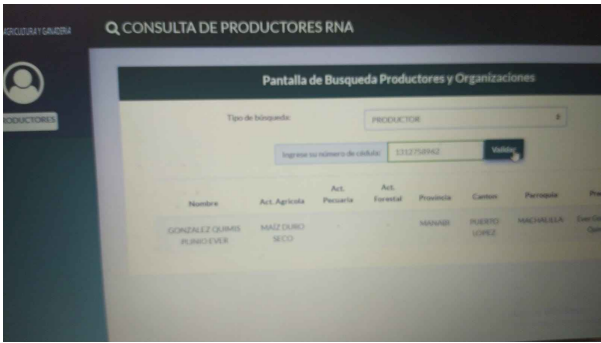 AGRICULTURA Y GANADERIA
CONSULTA DE PRODUCTORES RNA
PRODUCTORES
Pantalla de Busqueda Productores y Organizaciones
Tipo de búsqueda:
PRODUCTOR
Ingrese su número de cédula:
1312758962
Validar
Nombre
Act. Agrícola
Act.
Pecuaria
Act.
Forestal
Provincia
Canton
Parroquia
GONZALEZ QUIMIS
PLINIO EVER
MAÍZ DURO
SECO
-
-
MANABI
PUERTO
LOPEZ
MACHALILLA